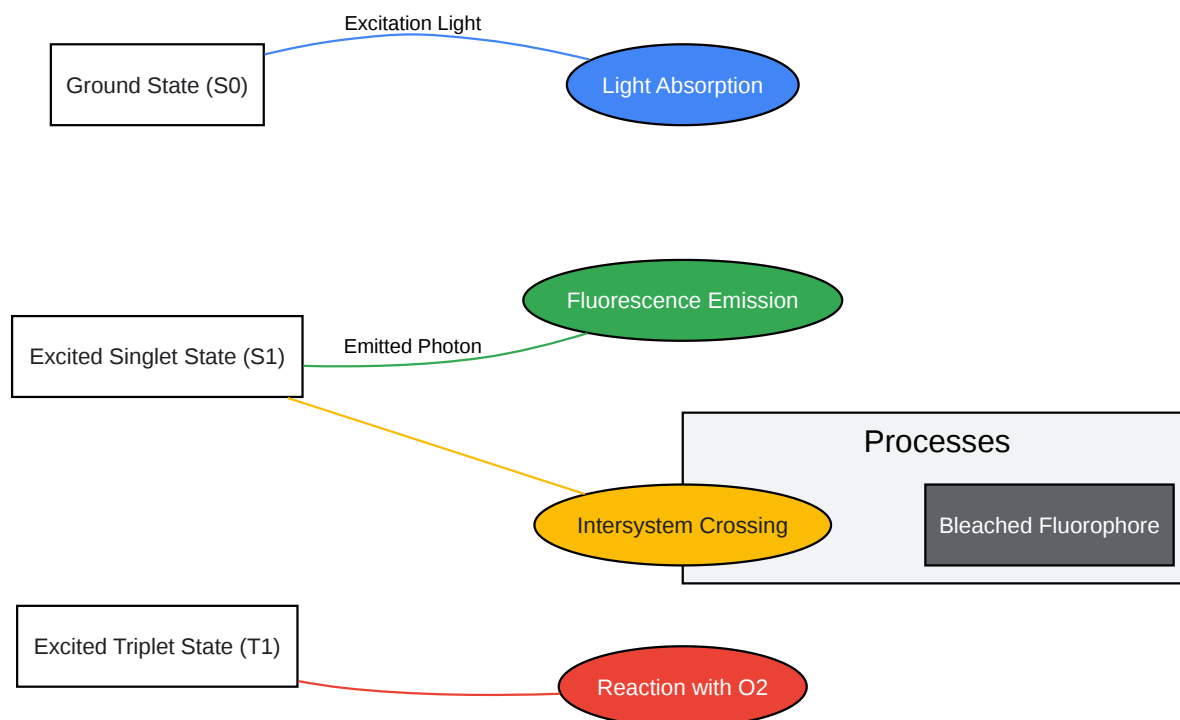 Excitation Light
Ground State (S0)
Light Absorption
Fluorescence Emission
Excited Singlet State (S1)
Emitted Photon
Processes
Intersystem Crossing
Bleached Fluorophore
Excited Triplet State (T1)
Reaction with O2